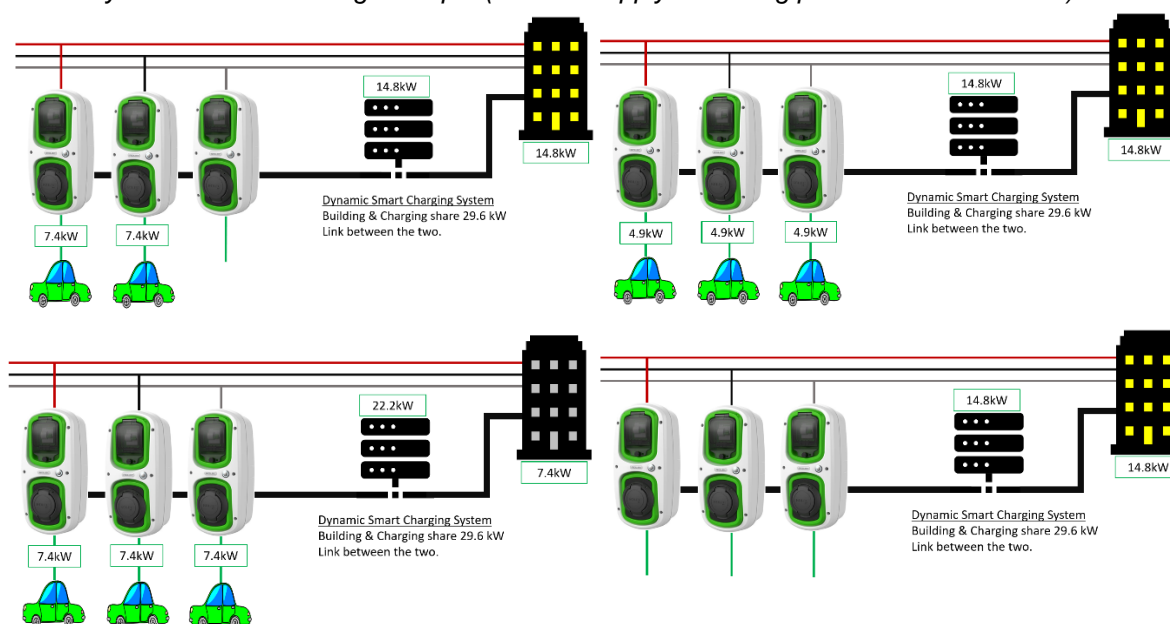 14.8kW
14.8kW
Dynamic Smart Charging System
Building & Charging share 29.6 kW
Link between the two.
7.4kW
7.4kW
14.8kW
14.8kW
Dynamic Smart Charging System
Building & Charging share 29.6 kW
Link between the two.
4.9kW
4.9kW
4.9kW
22.2kW
7.4kW
Dynamic Smart Charging System
Building & Charging share 29.6 kW
Link between the two.
7.4kW
7.4kW
7.4kW
14.8kW
14.8kW
Dynamic Smart Charging System
Building & Charging share 29.6 kW
Link between the two.